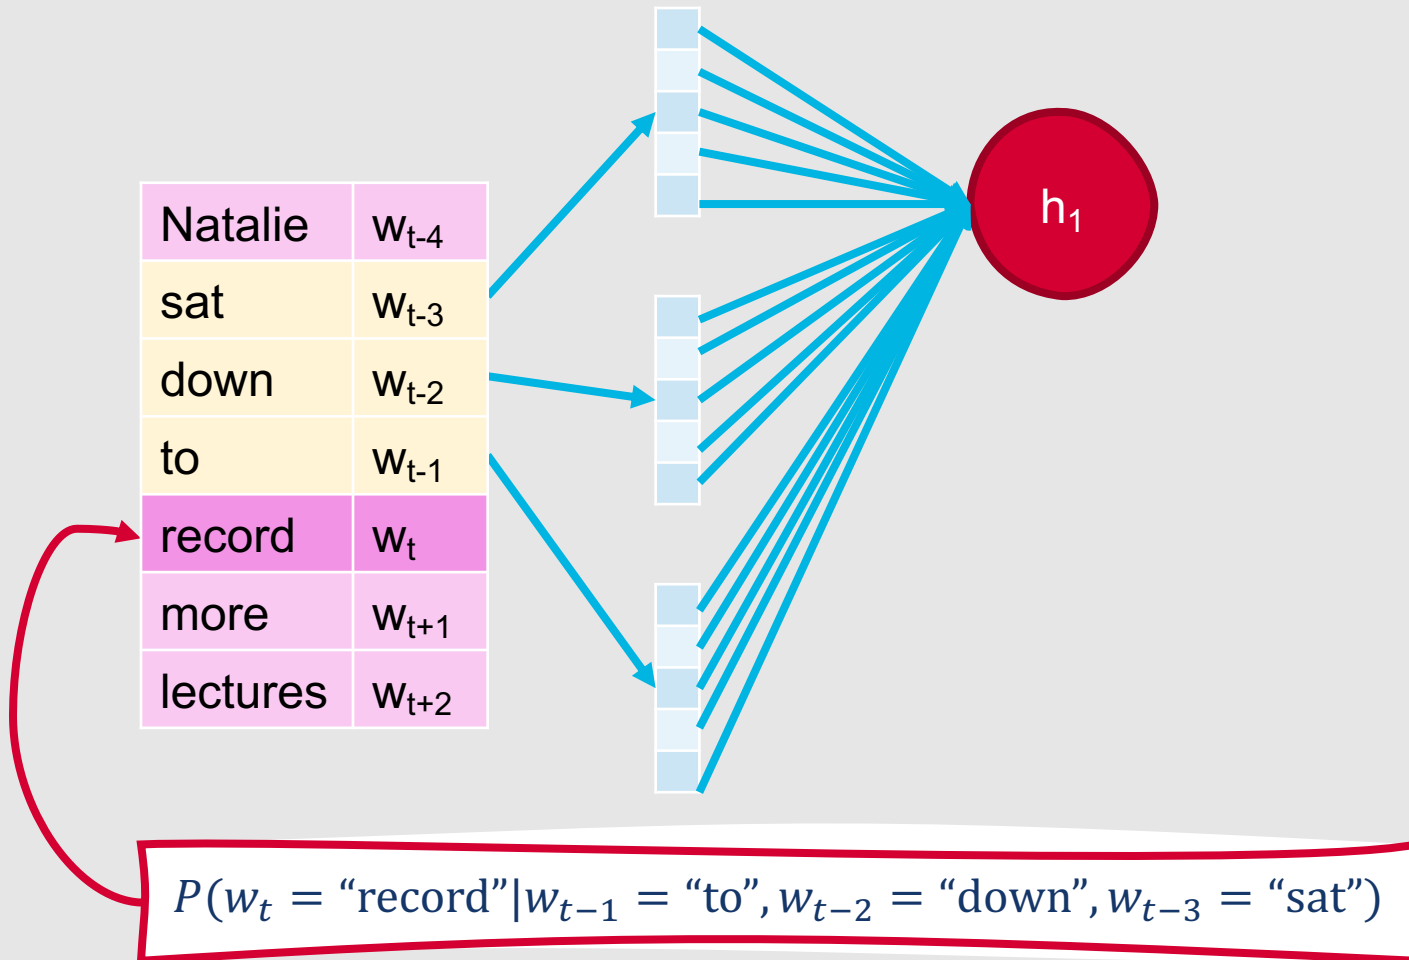 Natalie w_{t-4}
sat w_{t-3}
down w_{t-2}
to w_{t-1}
record w_t
more w_{t+1}
lectures w_{t+2}
h_1
P(w_t = “record”|w_{t−1} = “to”, w_{t−2} = “down”, w_{t−3} = “sat”)